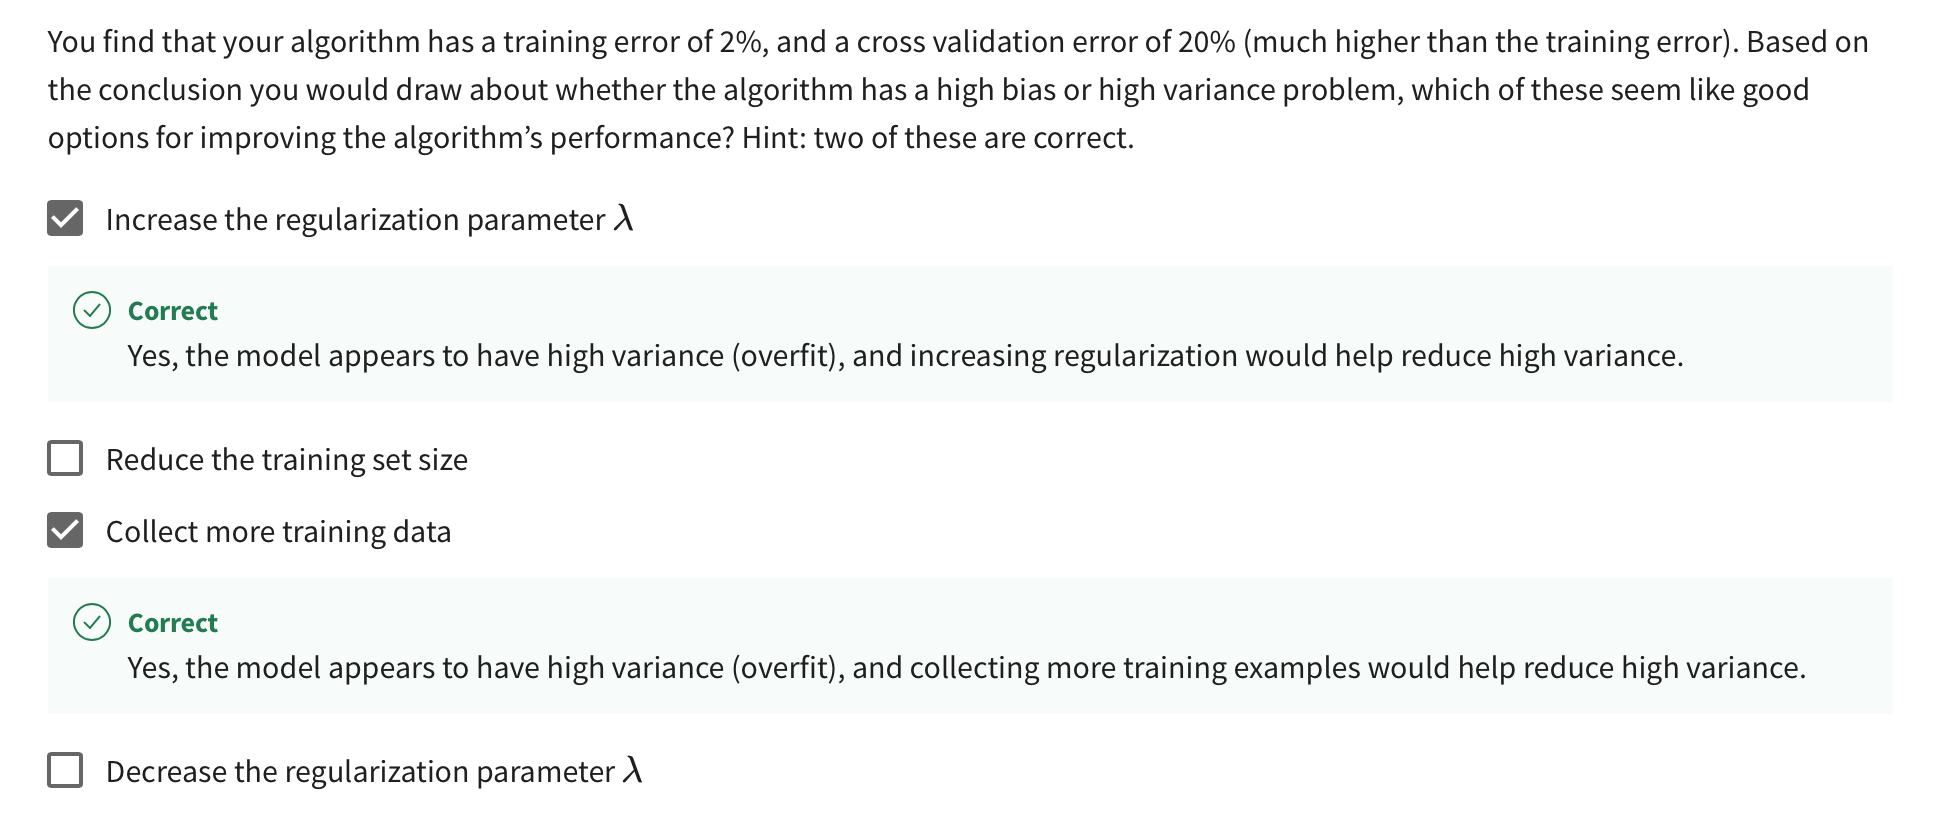 You find that your algorithm has a training error of 2%, and a cross validation error of 20% (much higher than the training error). Based on
the conclusion you would draw about whether the algorithm has a high bias or high variance problem, which of these seem like good
options for improving the algorithm’s performance? Hint: two of these are correct.
Increase the regularization parameter λ
Correct
Yes, the model appears to have high variance (overfit), and increasing regularization would help reduce high variance.
Reduce the training set size
Collect more training data
Correct
Yes, the model appears to have high variance (overfit), and collecting more training examples would help reduce high variance.
Decrease the regularization parameter λ